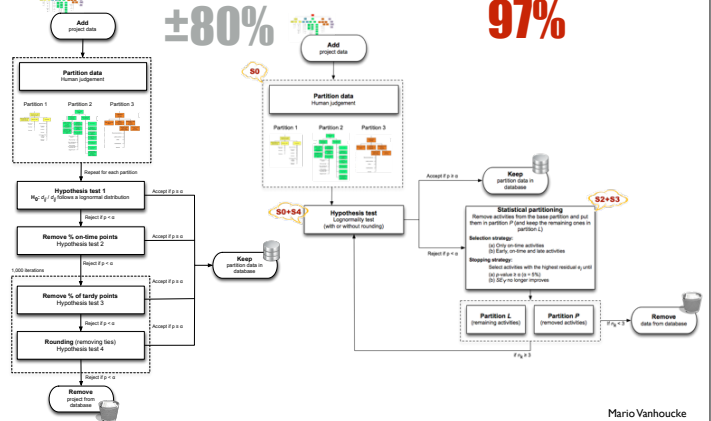 ±80%
97%
Add
project data
Partition data
Human judgement
Partition 1
Partition 2
Partition 3
Repeat for each partition
Hypothesis test 1
follows a lognormal distribution
Accept if p ≥ α
Reject if p < α
Remove % on-time points
Hypothesis test 2
Accept if p ≥ α
Reject if p < α
1,000 iterations
Remove % of tardy points
Hypothesis test 3
Accept if p ≥ α
Reject if p < α
Rounding (removing ties)
Hypothesis test 4
Accept if p ≥ α
Reject if p < α
Keep
partition data in
database
Remove
project from
database
Add
project data
S0
Partition data
Human judgement
Partition 1
Partition 2
Partition 3
S0+S4
Hypothesis test
Lognormality test
(with or without rounding)
Accept if p ≥ α
Reject if p < α
Keep
partition data in
database
S2+S3
Statistical partitioning
Remove activities from the base partition and put
them in partition P (and keep the remaining ones in
partition L)
Selection strategy:
(a) Only on-time activities
(b) Early, on-time and late activities
Stopping strategy:
Select activities with the highest residual until
(a) p-value ≥ α (α = 5%)
(b) no longer improves
Partition L
(remaining activities)
Partition P
(removed activities)
< 3
Remove
data from database
≥ 3
Mario Vanhoucke